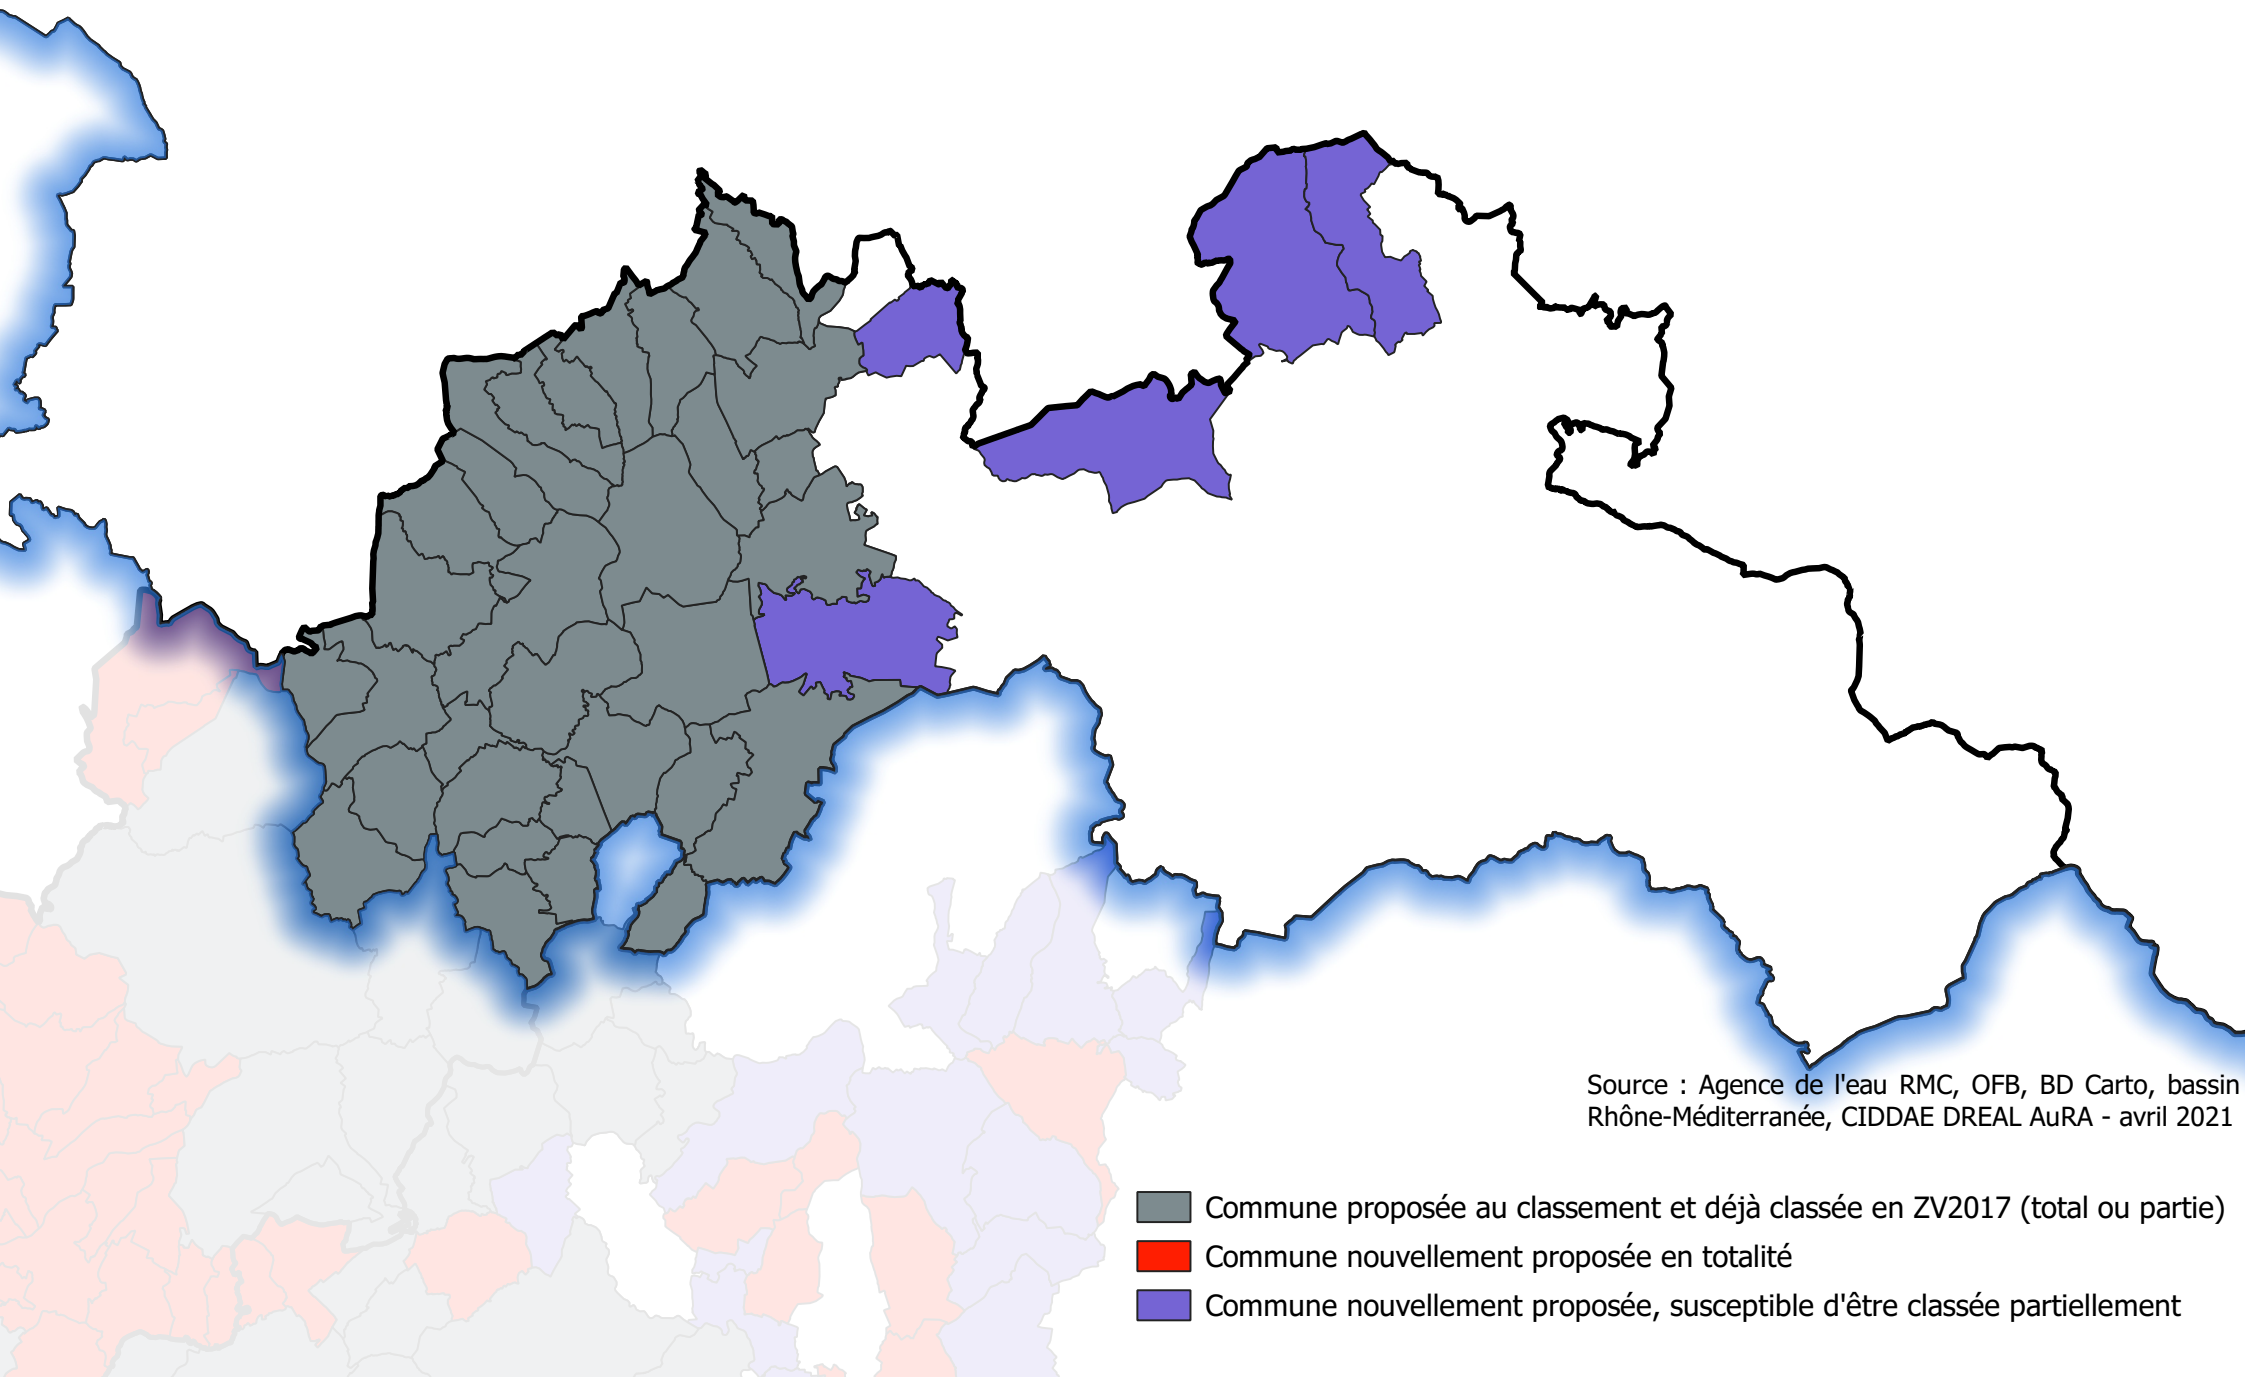 Source : Agence de l'eau RMC, OFB, BD Carto, bassin
Rhône-Méditerranée, CIDDAE DREAL AuRA - avril 2021
Commune proposée au classement et déjà classée en ZV2017 (total ou partie)
Commune nouvellement proposée en totalité
Commune nouvellement proposée, susceptible d'être classée partiellement